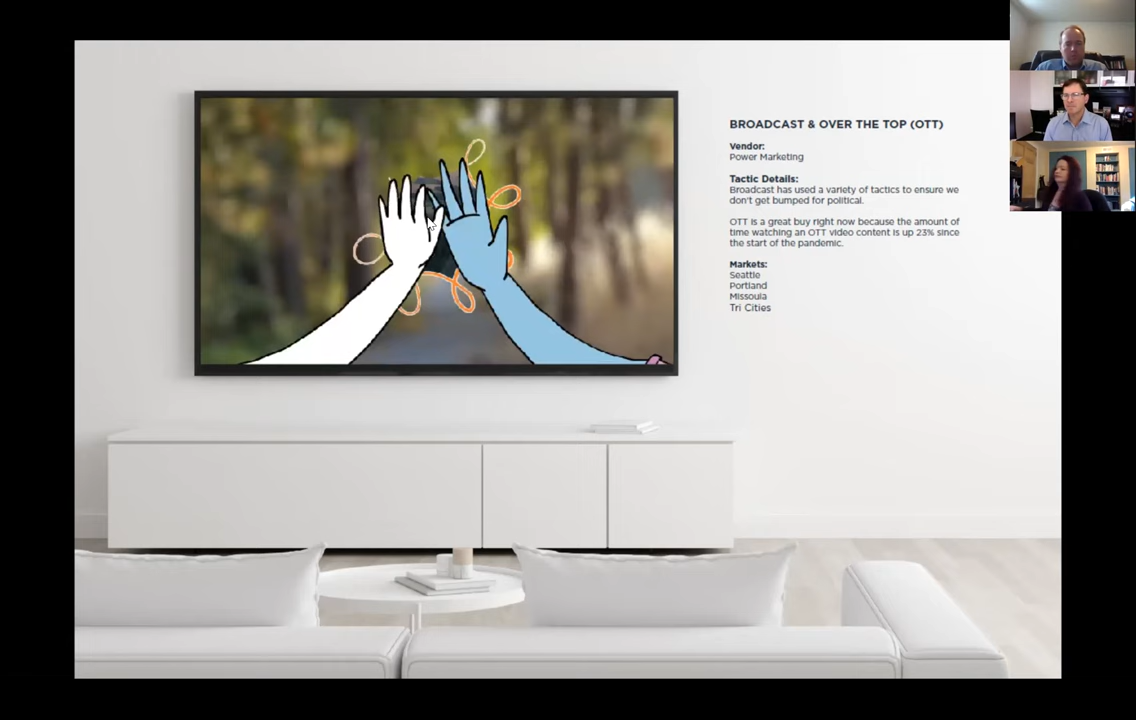 BROADCAST & OVER THE TOP (OTT)
Vendor:
Power Marketing
Tactic Details:
Broadcast has used a variety of tactics to ensure we
don't get bumped for political.
OTT is a great buy right now because the amount of
time watching an OTT video content is up 23% since
the start of the pandemic.
Markets:
Seattle
Portland
Missoula
Tri Cities